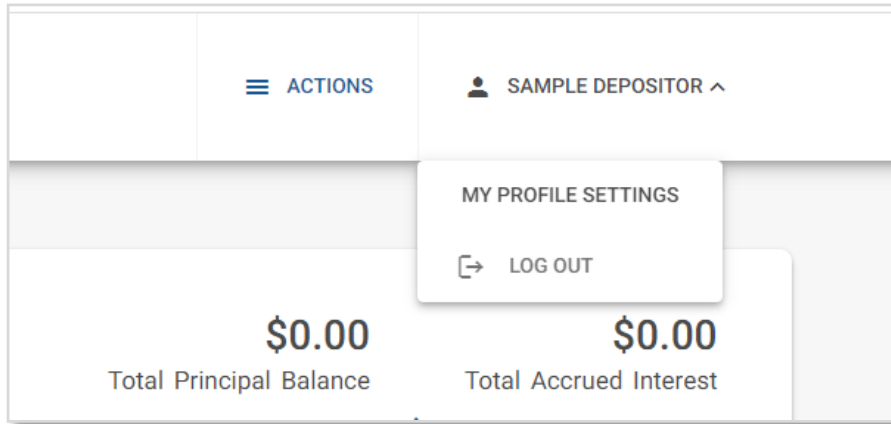 ACTIONS
SAMPLE DEPOSITOR
MY PROFILE SETTINGS
LOG OUT
$0.00
Total Principal Balance
$0.00
Total Accrued Interest